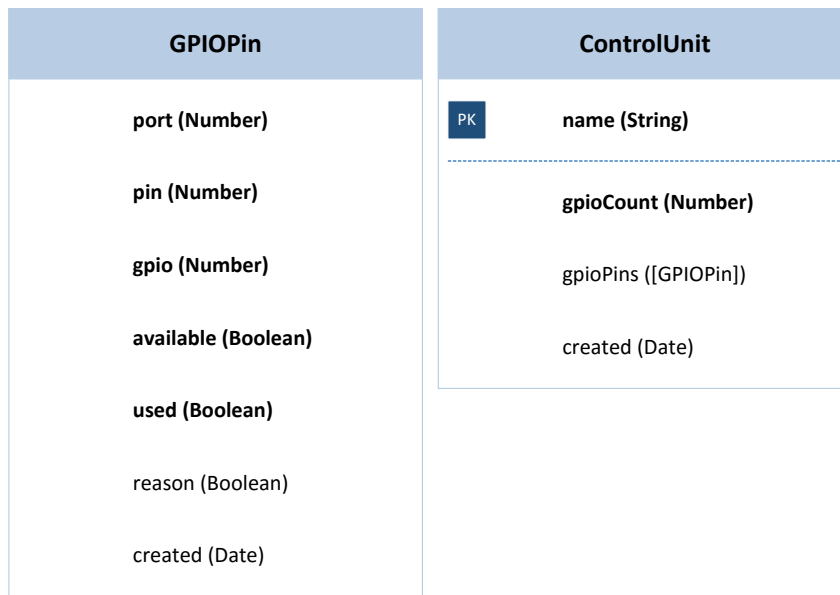 GPIOPin
port (Number)
pin (Number)
gpio (Number)
available (Boolean)
used (Boolean)
reason (Boolean)
created (Date)
ControlUnit
PK
name (String)
gpioCount (Number)
gpioPins ([GPIOPin])
created (Date)